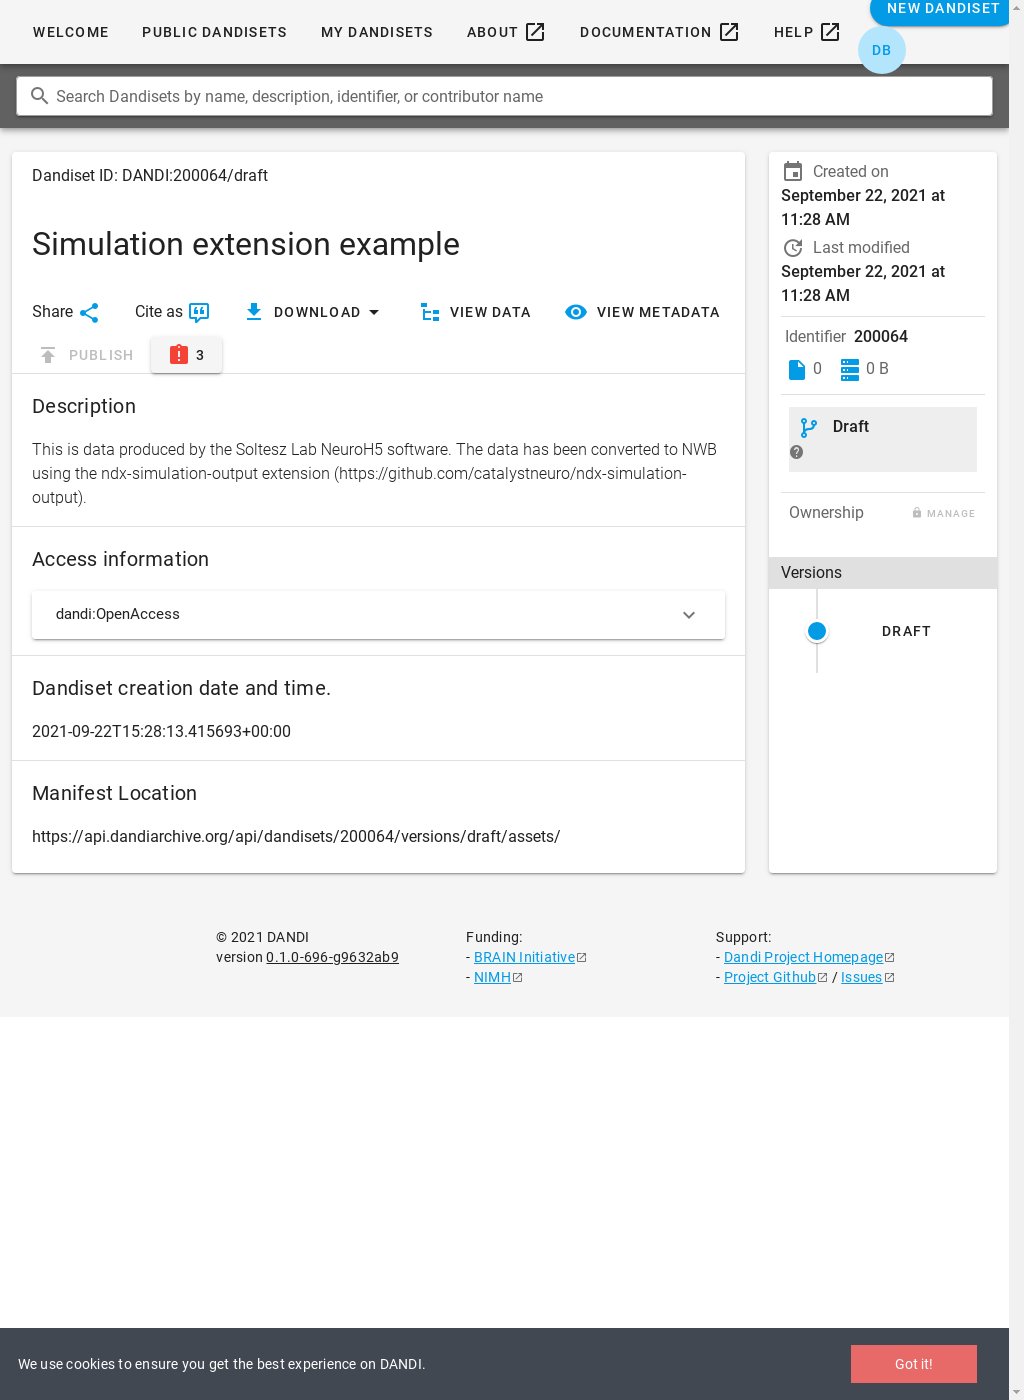 NEW DANDISET
WELCOME PUBLIC DANDISETS MY DANDISETS ABOUT DOCUMENTATION HELP
DB
Search Dandisets by name, description, identifier, or contributor name
Dandiset ID: DANDI:200064/draft
Simulation extension example
Share Cite as DOWNLOAD VIEW DATA VIEW METADATA
PUBLISH 3
Description
This is data produced by the Soltesz Lab NeuroH5 software. The data has been converted to NWB
using the ndx-simulation-output extension (https://github.com/catalystneuro/ndx-simulation-
output).
Access information
dandi:OpenAccess
Dandiset creation date and time.
2021-09-22T15:28:13.415693+00:00
Manifest Location
https://api.dandiarchive.org/api/dandisets/200064/versions/draft/assets/
Created on
September 22, 2021 at
11:28 AM
Last modified
September 22, 2021 at
11:28 AM
Identifier 200064
0 0 B
Draft
Ownership MANAGE
Versions
DRAFT
© 2021 DANDI
version 0.1.0-696-g9632ab9
Funding:
- BRAIN Initiative
- NIMH
Support:
- Dandi Project Homepage
- Project Github / Issues
We use cookies to ensure you get the best experience on DANDI.
Got it!